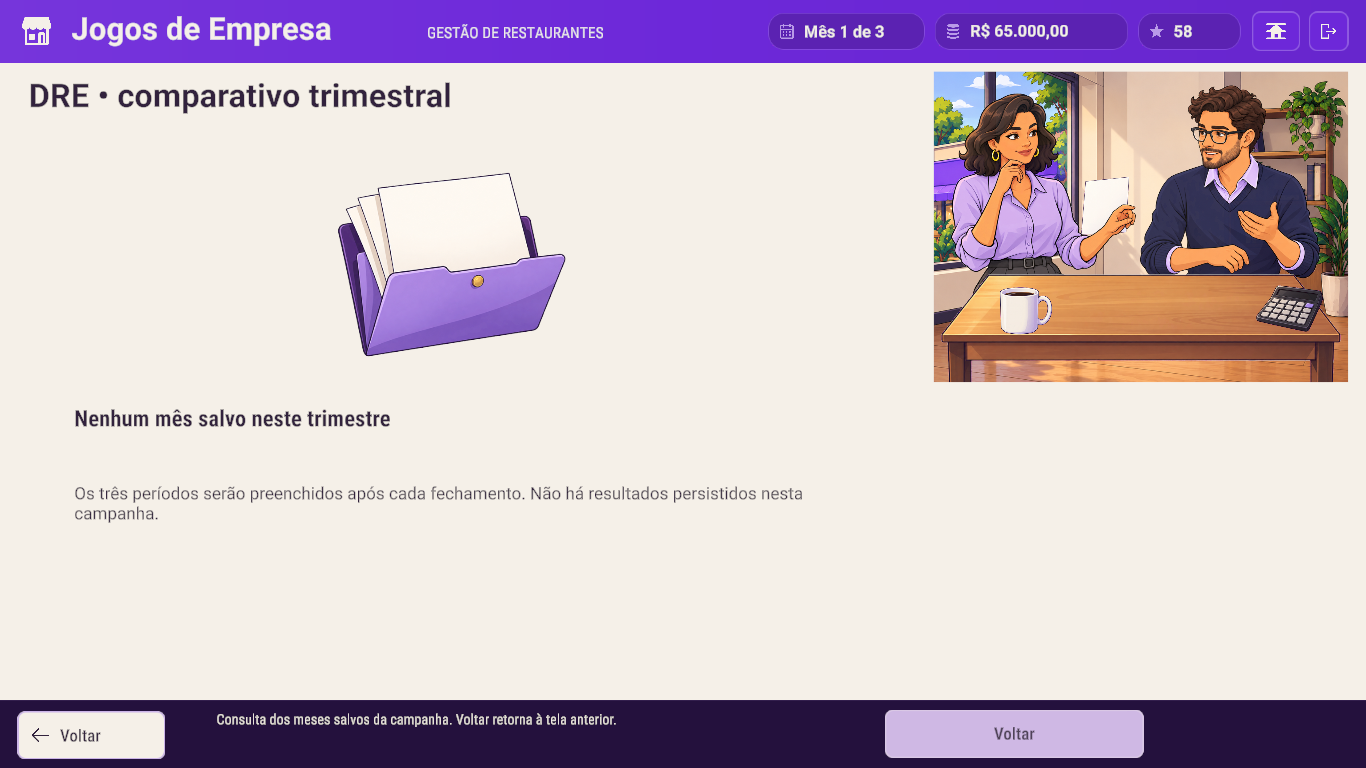 Jogos de Empresa
GESTÃO DE RESTAURANTES
Mês 1 de 3
R$ 65.000,00
58
DRE • comparativo trimestral
Nenhum mês salvo neste trimestre
Os três períodos serão preenchidos após cada fechamento. Não há resultados persistidos nesta
campanha.
Voltar
Consulta dos meses salvos da campanha. Voltar retorna à tela anterior.
Voltar